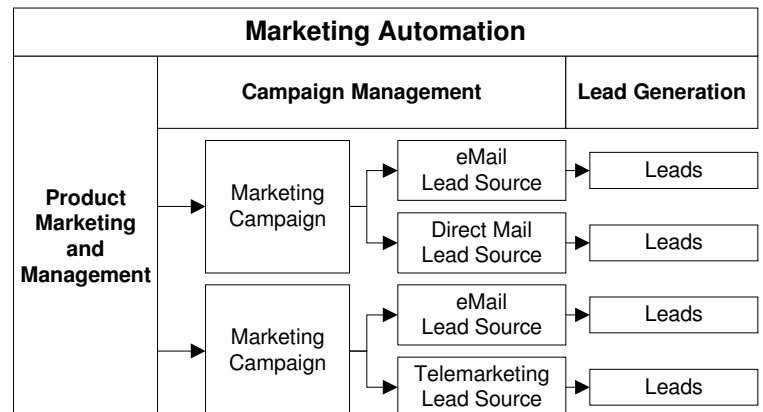 Marketing Automation
Campaign Management
Lead Generation
Product
Marketing
and
Management
Marketing
Campaign
eMail
Lead Source
Leads
Direct Mail
Lead Source
Leads
Marketing
Campaign
eMail
Lead Source
Leads
Telemarketing
Lead Source
Leads